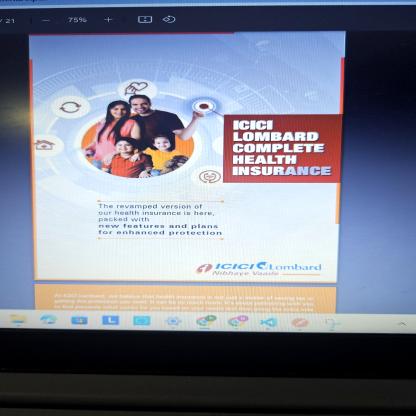 / 21
75%
ICICI
LOMBARD
COMPLETE
HEALTH
INSURANCE
The revamped version of
our health insurance is here,
packed with
new features and plans
for enhanced protection
ICICI Lombard
Nibhaye Vaade
At ICICI Lombard, we believe that health insurance is not just a means of saving tax or